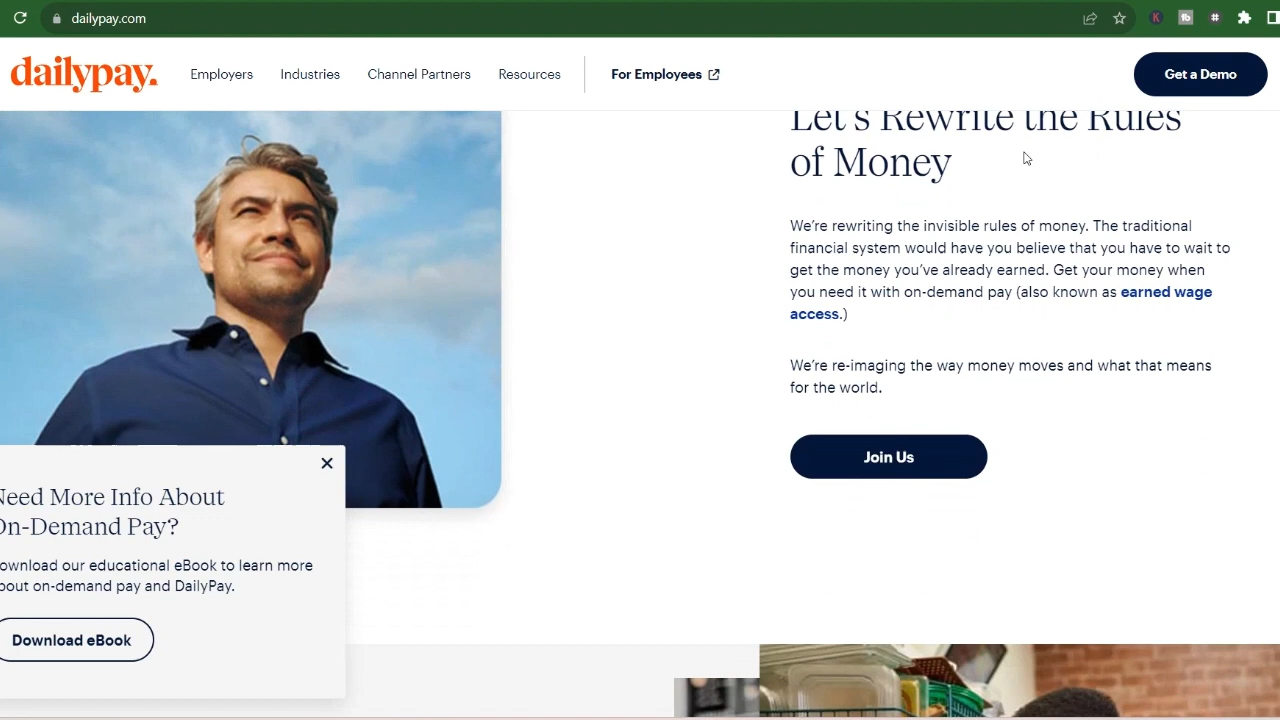 dailypay.com
dailypay.
Employers
Industries
Channel Partners
Resources
For Employees
Get a Demo
Let's Rewrite the Rules
of Money
We're rewriting the invisible rules of money. The traditional
financial system would have you believe that you have to wait to
get the money you've already earned. Get your money when
you need it with on-demand pay (also known as earned wage
access.)
We're re-imaging the way money moves and what that means
for the world.
Join Us
Need More Info About
On-Demand Pay?
ownload our educational eBook to learn more
bout on-demand pay and DailyPay.
Download eBook